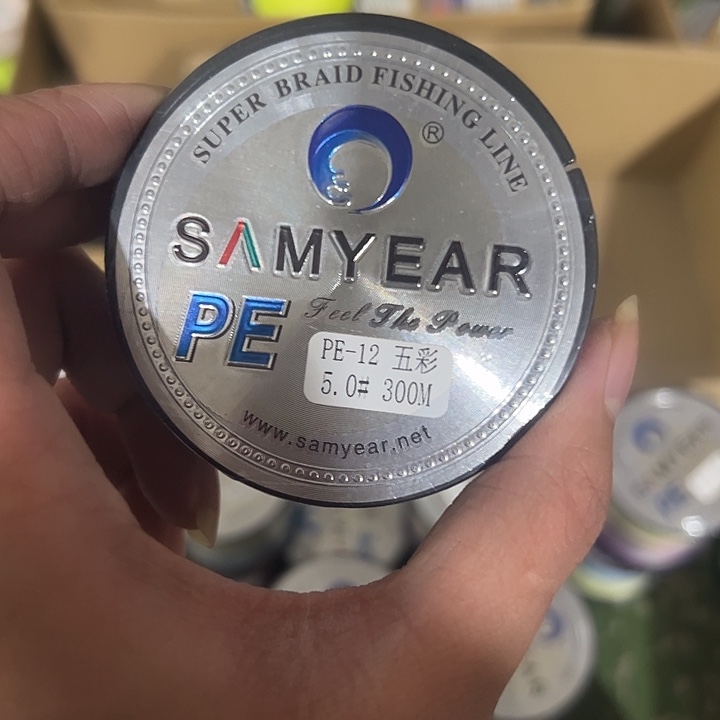 SUPER BRAID FISHING LINE
®
SAMYEAR
PE
Feel The Power
PE-12 五彩
5.0# 300M
www.samyear.net
PE